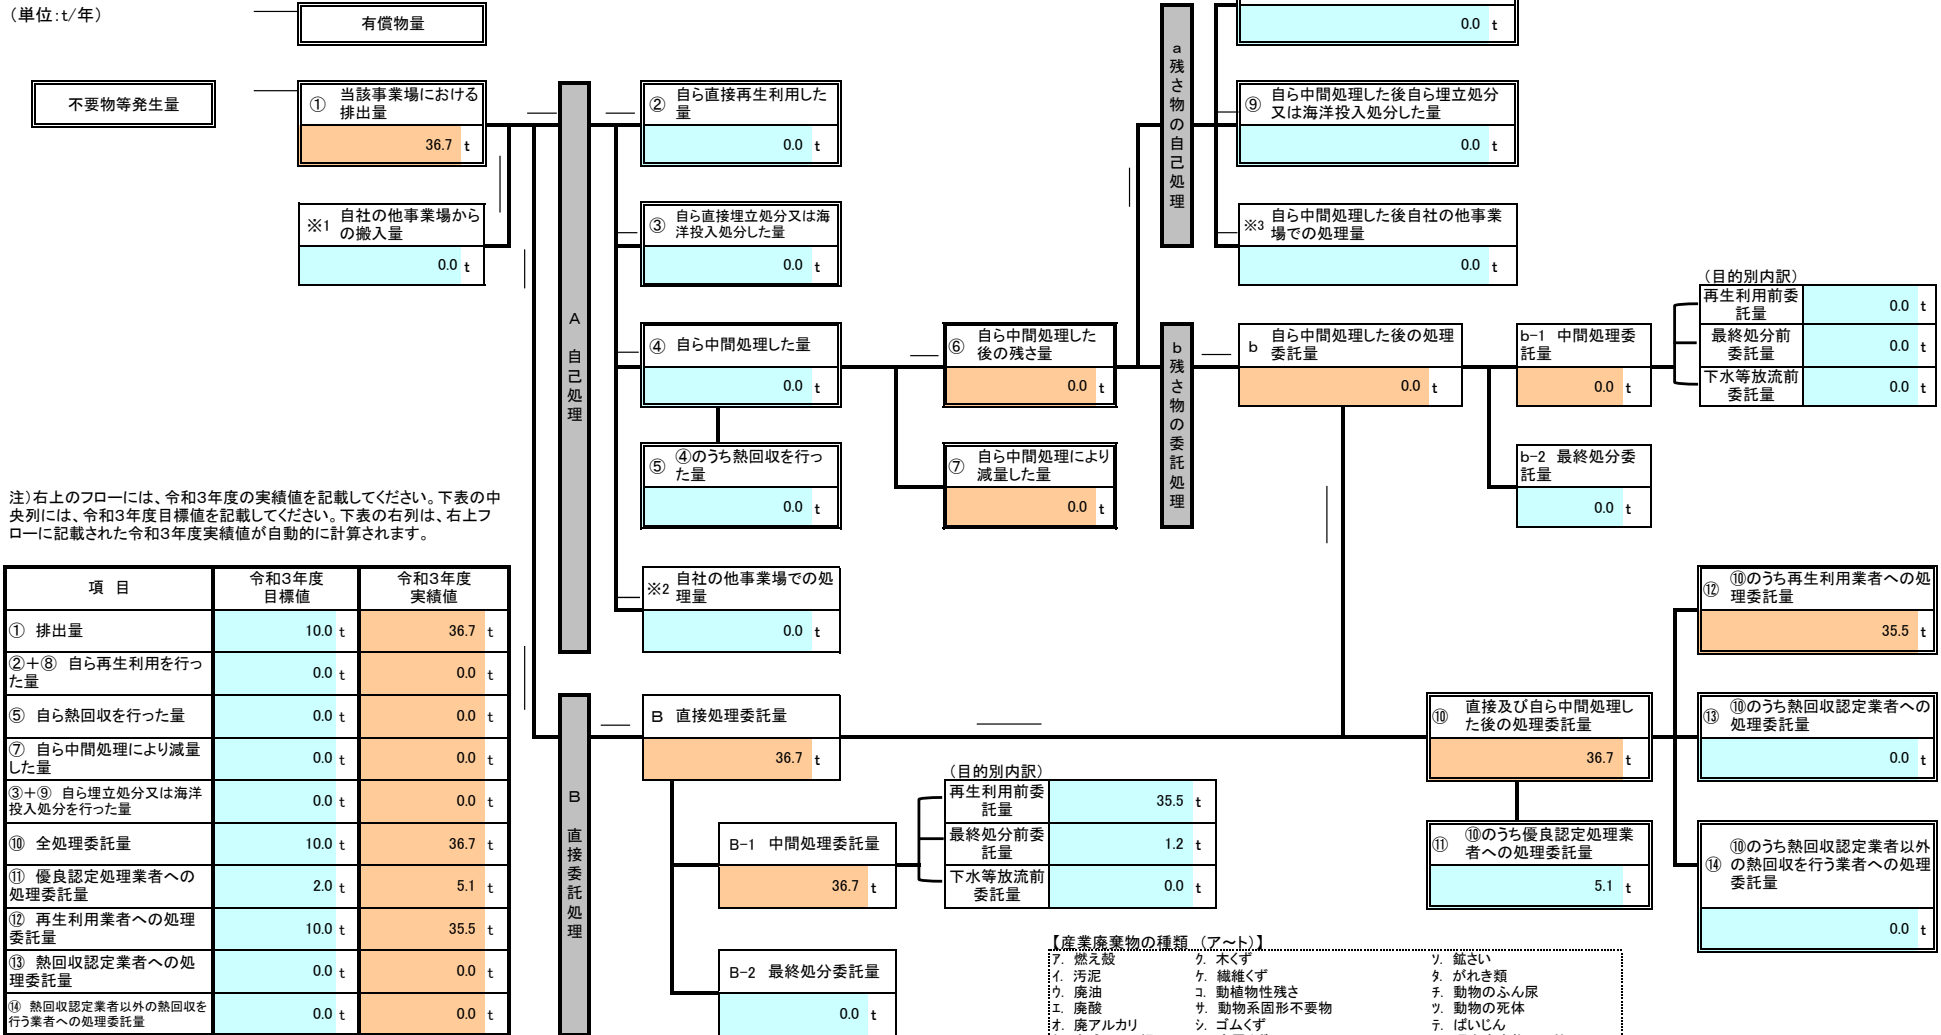 (単位:t/年)
有償物量
0.0 t
不要物等発生量
① 当該事業場における
排出量
36.7 t
※1 自社の他事業場から
の搬入量
0.0 t
A 自己処理
② 自ら直接再生利用した
量
0.0 t
③ 自ら直接埋立処分又は海
洋投入処分した量
0.0 t
④ 自ら中間処理した量
0.0 t
⑤ ④のうち熱回収を行っ
た量
0.0 t
※2 自社の他事業場での処
理量
0.0 t
⑥ 自ら中間処理した
後の残さ量
0.0 t
⑦ 自ら中間処理により
減量した量
0.0 t
a 残さ物の自己処理
⑨ 自ら中間処理した後自ら埋立処分
又は海洋投入処分した量
0.0 t
※3 自ら中間処理した後自社の他事業
場での処理量
0.0 t
b 残さ物の委託処理
b 自ら中間処理した後の処理
委託量
0.0 t
b-1 中間処理委
託量
0.0 t
b-2 最終処分委
託量
0.0 t
(目的別内訳)
再生利用前委
託量
0.0 t
最終処分前
委託量
0.0 t
下水等放流前
委託量
0.0 t
注)右上のフローには、令和3年度の実績値を記載してください。下表の中
央列には、令和3年度目標値を記載してください。下表の右列は、右上フ
ローに記載された令和3年度実績値が自動的に計算されます。
項 目 令和3年度
目標値 令和3年度
実績値
① 排出量 10.0 t 36.7 t
②+⑧ 自ら再生利用を行っ
た量 0.0 t 0.0 t
⑤ 自ら熱回収を行った量 0.0 t 0.0 t
⑦ 自ら中間処理により減量
した量 0.0 t 0.0 t
③+⑨ 自ら埋立処分又は海洋
投入処分を行った量 0.0 t 0.0 t
⑩ 全処理委託量 10.0 t 36.7 t
⑪ 優良認定処理業者への
処理委託量 2.0 t 5.1 t
⑫ 再生利用業者への処理
委託量 10.0 t 35.5 t
⑬ 熱回収認定業者への処
理委託量 0.0 t 0.0 t
⑭ 熱回収認定業者以外の熱回収を
行う業者への処理委託量 0.0 t 0.0 t
B 直接委託処理
B 直接処理委託量
36.7 t
B-1 中間処理委託量
36.7 t
B-2 最終処分委託量
0.0 t
(目的別内訳)
再生利用前委
託量
35.5 t
最終処分前委
託量
1.2 t
下水等放流前
委託量
0.0 t
⑩ 直接及び自ら中間処理し
た後の処理委託量
36.7 t
⑪ ⑩のうち優良認定処理業
者への処理委託量
5.1 t
⑫ ⑩のうち再生利用業者への処
理委託量
35.5 t
⑬ ⑩のうち熱回収認定業者への
処理委託量
0.0 t
⑭ ⑩のうち熱回収認定業者以外
の熱回収を行う業者への処理
委託量
0.0 t
【産業廃棄物の種類 (ア～ト)】
ア. 燃え殻 ク. 木くず ソ. 鉱さい
イ. 汚泥 ケ. 繊維くず タ. がれき類
ウ. 廃油 コ. 動植物性残さ チ. 動物のふん尿
エ. 廃酸 サ. 動物系固形不要物 ツ. 動物の死体
オ. 廃アルカリ シ. ゴムくず テ. ばいじん